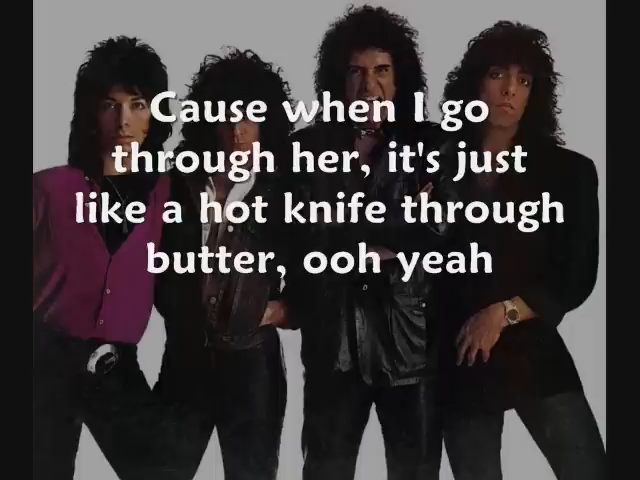 Cause when I go
through her, it's just
like a hot knife through
butter, ooh yeah